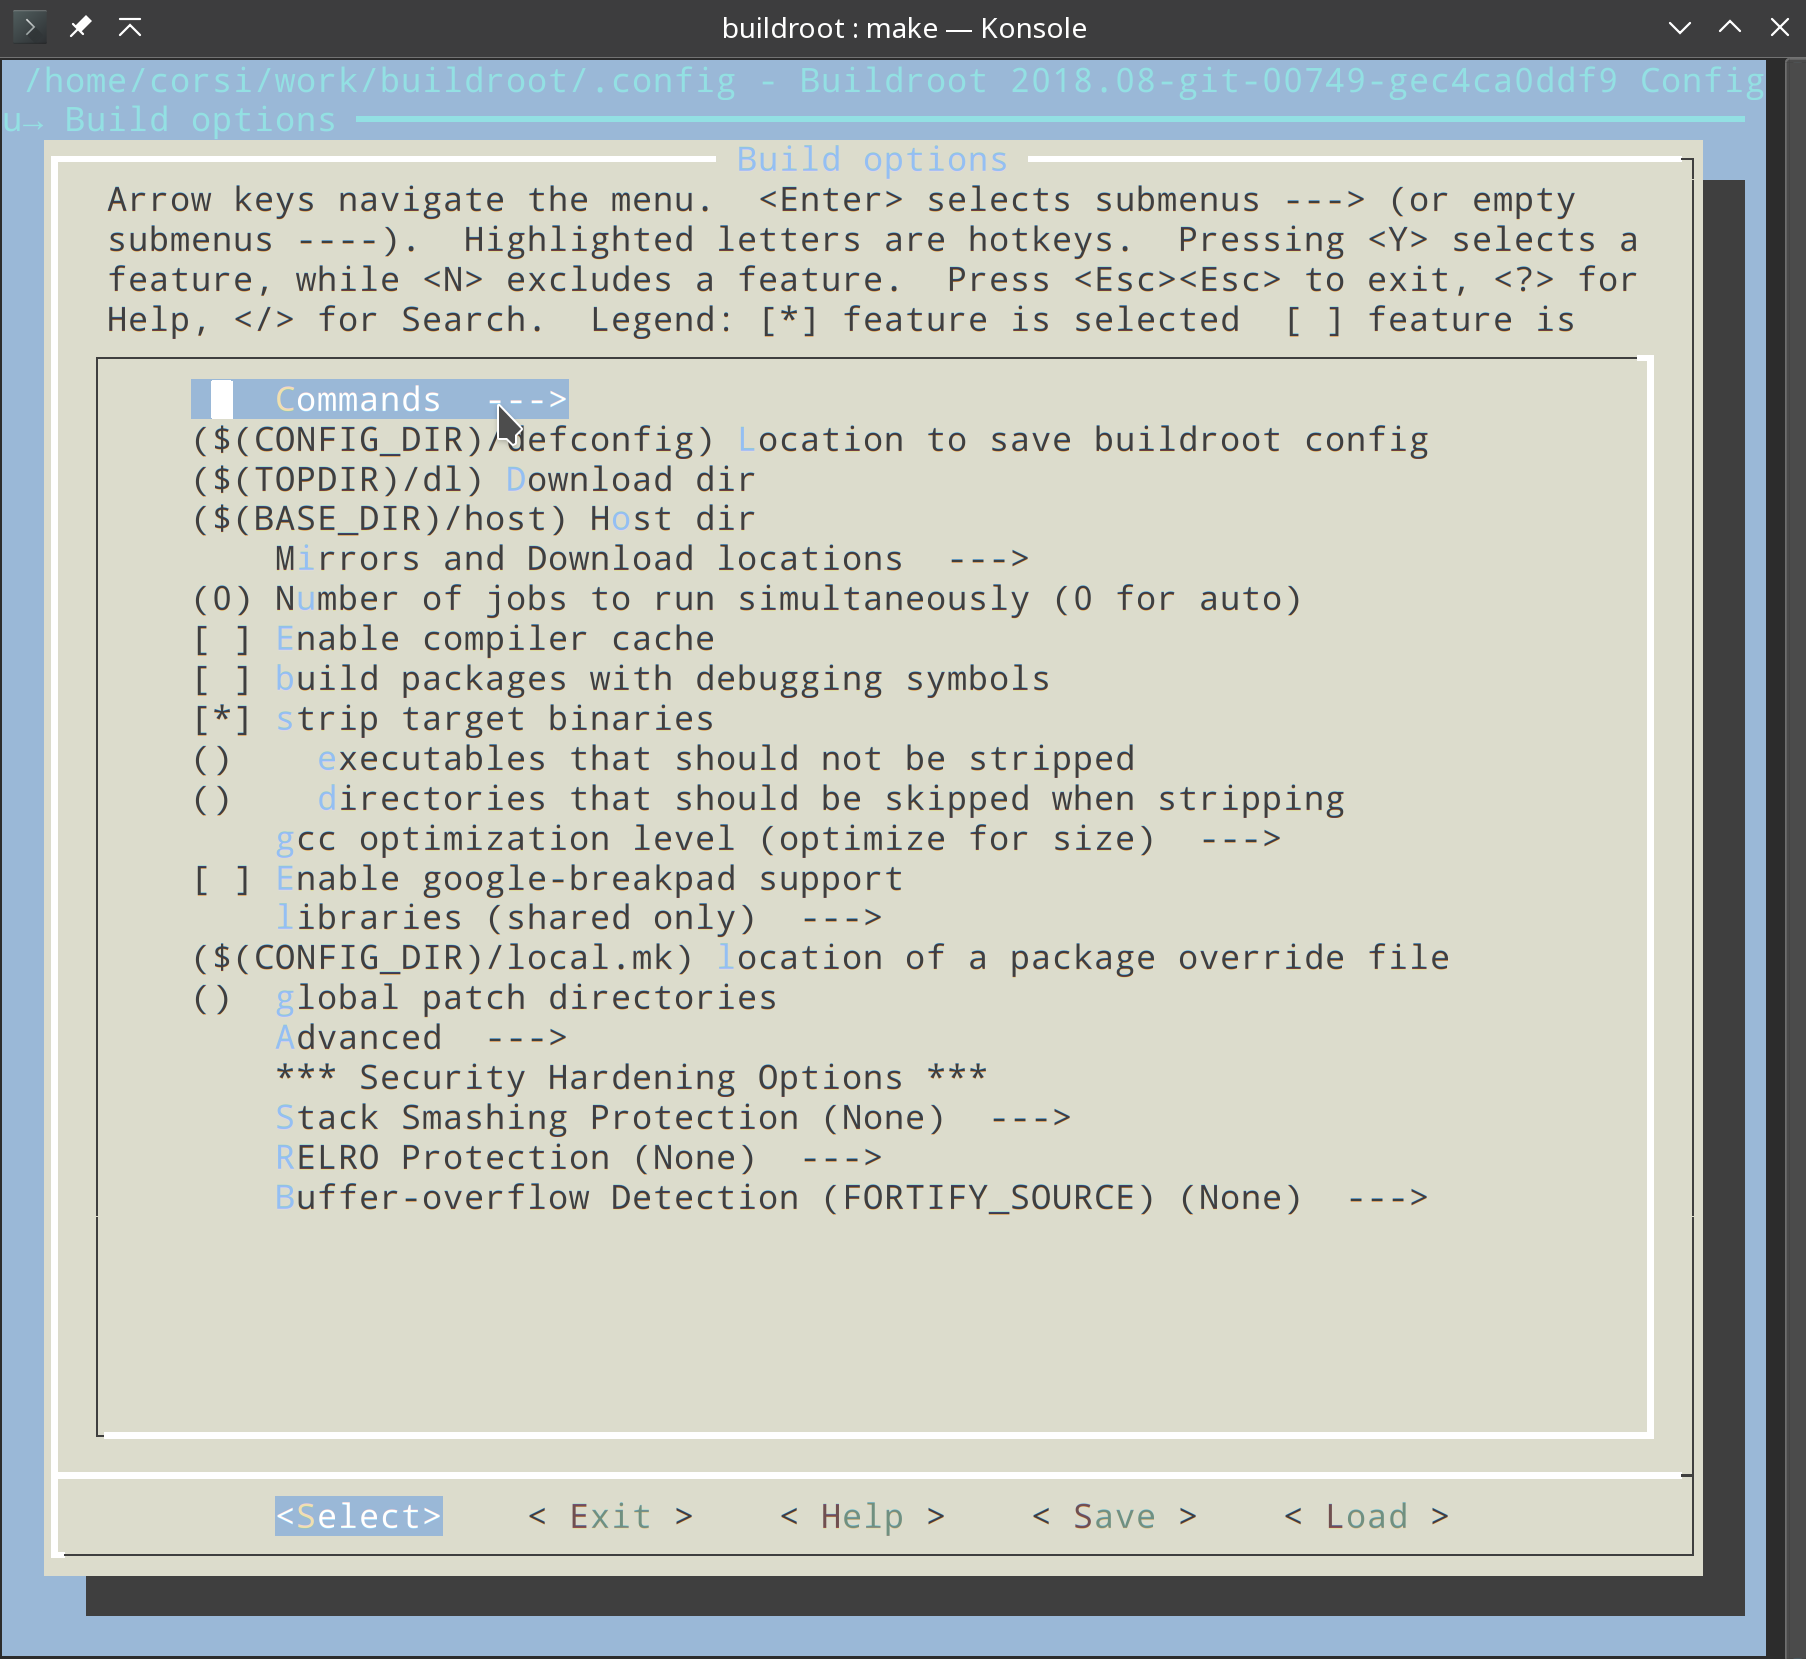 buildroot : make — Konsole
/home/corsi/work/buildroot/.config - Buildroot 2018.08-git-00749-gec4ca0ddf9 Config
u→ Build options
Build options
Arrow keys navigate the menu.  <Enter> selects submenus ---> (or empty
submenus ----).  Highlighted letters are hotkeys.  Pressing <Y> selects a
feature, while <N> excludes a feature.  Press <Esc><Esc> to exit, <?> for
Help, </> for Search.  Legend: [*] feature is selected  [ ] feature is
Commands  --->
($(CONFIG_DIR)/defconfig) Location to save buildroot config
($(TOPDIR)/dl) Download dir
($(BASE_DIR)/host) Host dir
Mirrors and Download locations  --->
(0) Number of jobs to run simultaneously (0 for auto)
[ ] Enable compiler cache
[ ] build packages with debugging symbols
[*] strip target binaries
()    executables that should not be stripped
()    directories that should be skipped when stripping
gcc optimization level (optimize for size)  --->
[ ] Enable google-breakpad support
libraries (shared only)  --->
($(CONFIG_DIR)/local.mk) location of a package override file
()  global patch directories
Advanced  --->
*** Security Hardening Options ***
Stack Smashing Protection (None)  --->
RELRO Protection (None)  --->
Buffer-overflow Detection (FORTIFY_SOURCE) (None)  --->
<Select>    < Exit >    < Help >    < Save >    < Load >